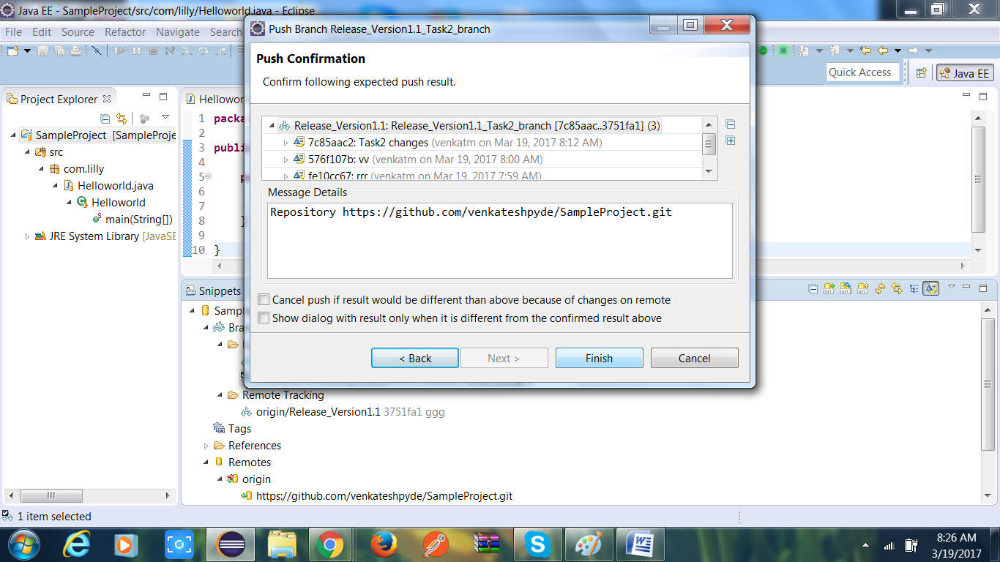 Java EE - SampleProject/src/com/lilly/Helloworld.java - Eclipse
File Edit Source Refactor Navigate Search
Quick Access
Java EE
Project Explorer
SampleProject [SampleProje
src
com.lilly
Helloworld.java
Helloworld
main(String[])
JRE System Library [JavaSE
Hellowor
1 packa
2
3 publi
4
5 p
6
7
8 }
9
10 }
Push Branch Release_Version1.1_Task2_branch
Push Confirmation
Confirm following expected push result.
Release_Version1.1: Release_Version1.1_Task2_branch [7c85aac..3751fa1] (3)
7c85aac2: Task2 changes (venkatm on Mar 19, 2017 8:12 AM)
576f107b: vv (venkatm on Mar 19, 2017 8:00 AM)
fe10cc67: rrr (venkatm on Mar 19, 2017 7:59 AM)
Message Details
Repository https://github.com/venkateshpyde/SampleProject.git
Cancel push if result would be different than above because of changes on remote
Show dialog with result only when it is different from the confirmed result above
< Back Next > Finish Cancel
Snippets
Sampl
Bra
Remote Tracking
origin/Release_Version1.1 3751fa1 ggg
Tags
References
Remotes
origin
https://github.com/venkateshpyde/SampleProject.git
1 item selected
8:26 AM
3/19/2017